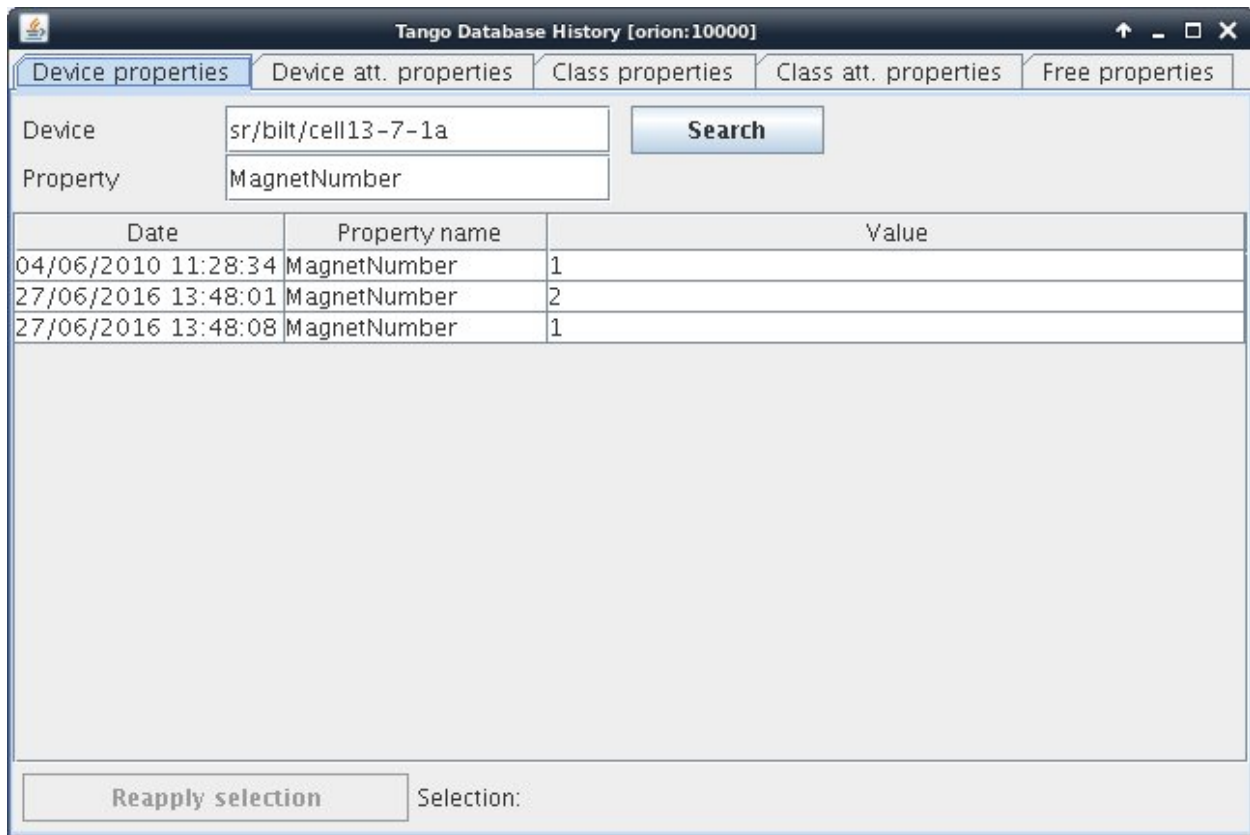 Tango Database History [orion:10000]
Device properties Device att. properties Class properties Class att. properties Free properties
Device sr/bilt/cell13-7-1a Search
Property MagnetNumber
Date Property name Value
04/06/2010 11:28:34 MagnetNumber 1
27/06/2016 13:48:01 MagnetNumber 2
27/06/2016 13:48:08 MagnetNumber 1
Reapply selection Selection: